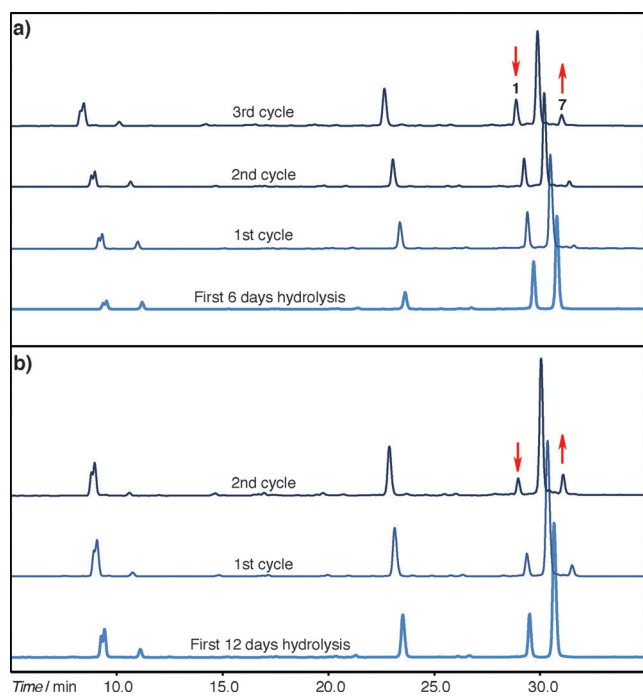 a)
1
7
3rd cycle
2nd cycle
1st cycle
First 6 days hydrolysis
b)
2nd cycle
1st cycle
First 12 days hydrolysis
Time / min 10.0 15.0 20.0 25.0 30.0